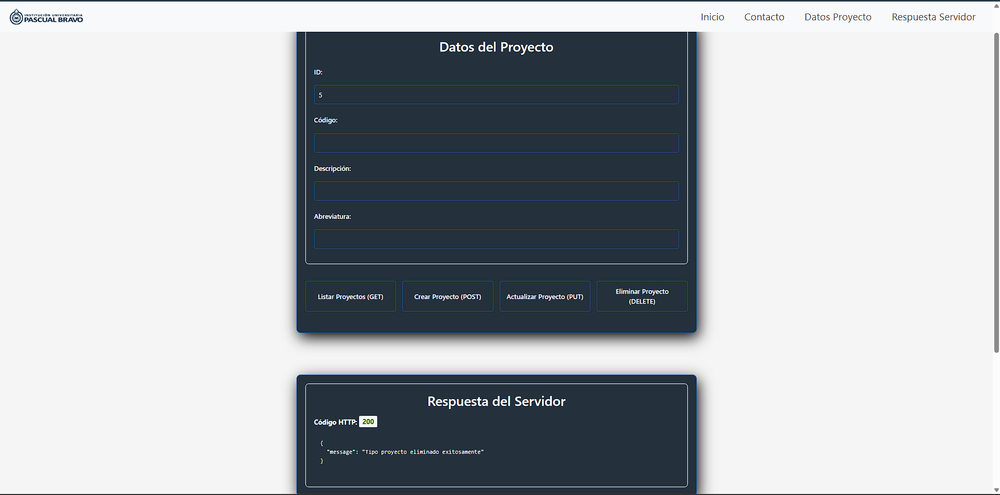 INSTITUCIÓN UNIVERSITARIA
PASCUAL BRAVO
Inicio
Contacto
Datos Proyecto
Respuesta Servidor
Datos del Proyecto
ID:
5
Código:
Descripción:
Abreviatura:
Listar Proyectos (GET)
Crear Proyecto (POST)
Actualizar Proyecto (PUT)
Eliminar Proyecto
(DELETE)
Respuesta del Servidor
Código HTTP: 200
{
"message": "Tipo proyecto eliminado exitosamente"
}